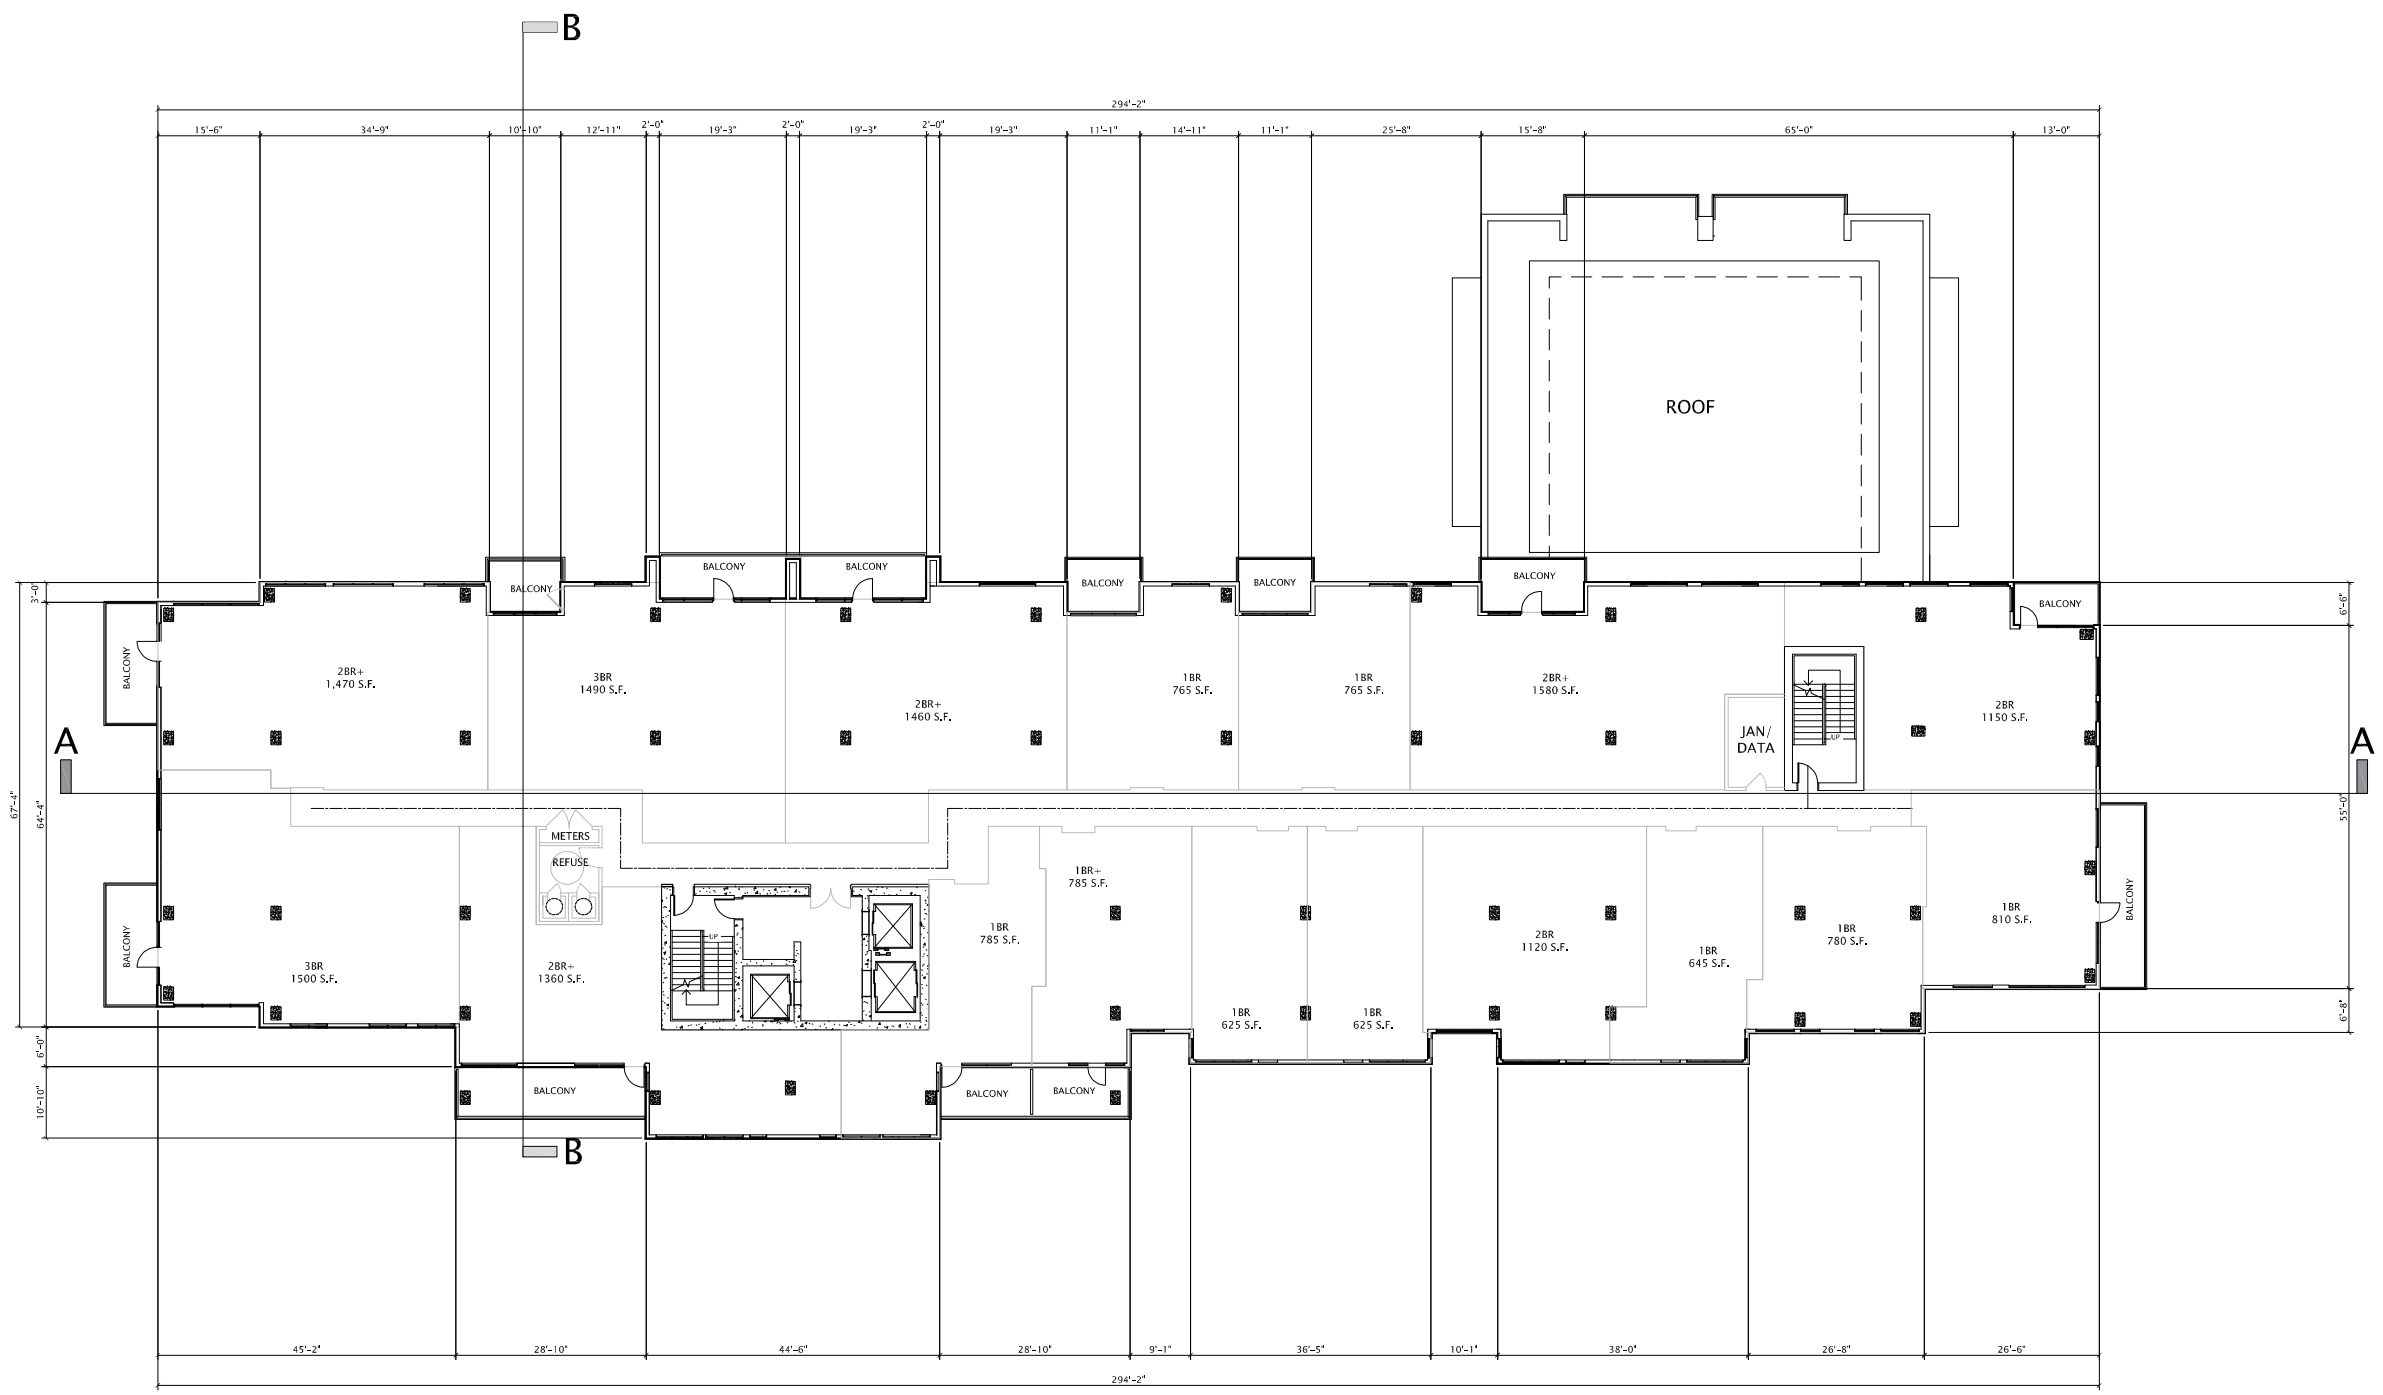 B
294'-2"
15'-6"
34'-9"
10'-10"
12'-11"
2'-0"
19'-3"
2'-0"
19'-3"
2'-0"
19'-3"
11'-1"
14'-11"
11'-1"
25'-8"
15'-8"
65'-0"
13'-0"
ROOF
BALCONY
BALCONY
BALCONY
BALCONY
BALCONY
BALCONY
BALCONY
3'-0"
6'-6"
BALCONY
2BR+
1,470 S.F.
3BR
1490 S.F.
2BR+
1460 S.F.
1BR
765 S.F.
1BR
765 S.F.
2BR+
1580 S.F.
JAN/
DATA
UP
2BR
1150 S.F.
A
A
67'-4"
64'-4"
55'-0"
METERS
REFUSE
BALCONY
3BR
1500 S.F.
2BR+
1360 S.F.
UP
1BR
785 S.F.
1BR+
785 S.F.
1BR
625 S.F.
1BR
625 S.F.
2BR
1120 S.F.
1BR
645 S.F.
1BR
780 S.F.
1BR
810 S.F.
BALCONY
6'-0"
6'-8"
10'-10"
BALCONY
BALCONY
BALCONY
B
45'-2"
28'-10"
44'-6"
28'-10"
9'-1"
36'-5"
10'-1"
38'-0"
26'-8"
26'-6"
294'-2"